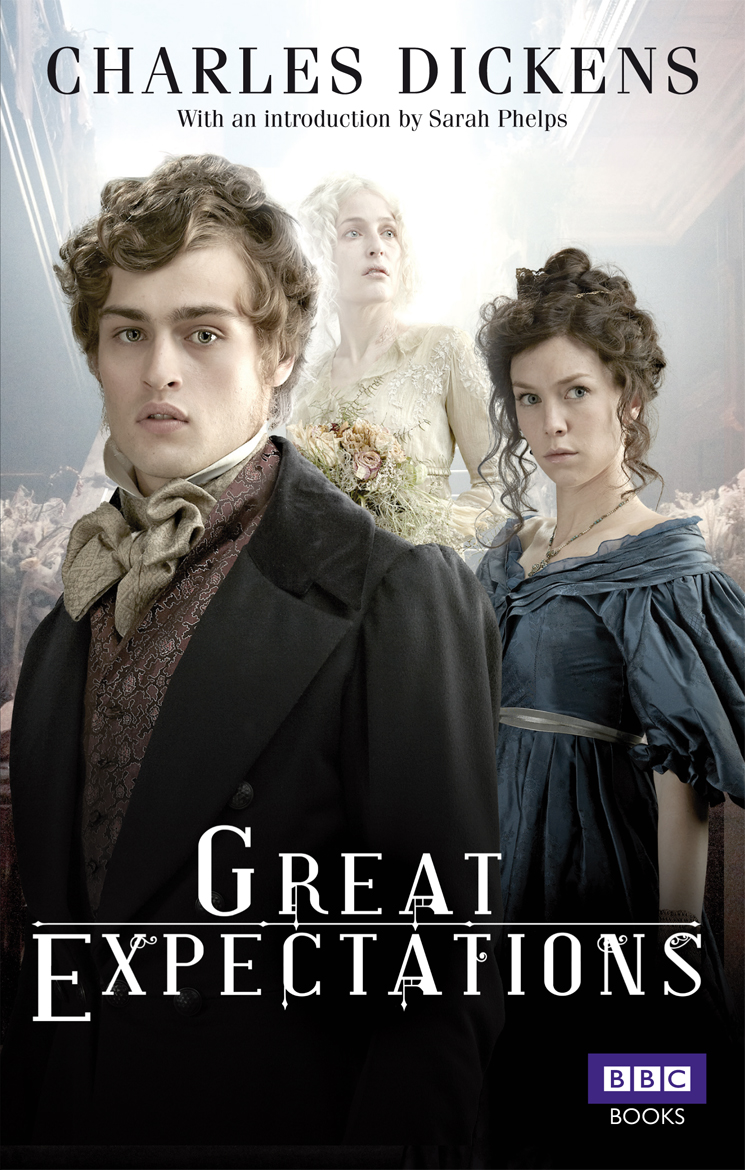 CHARLES DICKENS
With an introduction by Sarah Phelps
GREAT
EXPECTATIONS
BBC
BOOKS